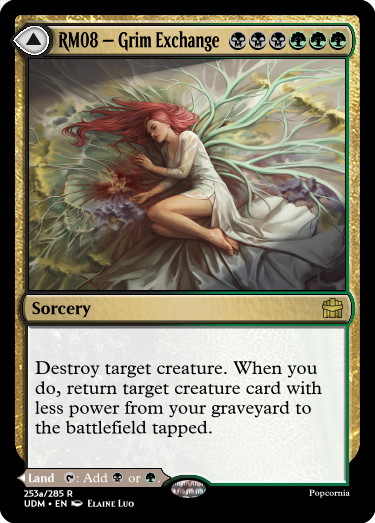 RM08 – Grim Exchange
Sorcery
Destroy target creature. When you
do, return target creature card with
less power from your graveyard to
the battlefield tapped.
Land T: Add or .
253a/285 R
UDM • EN Elaine Luo
Popcornia